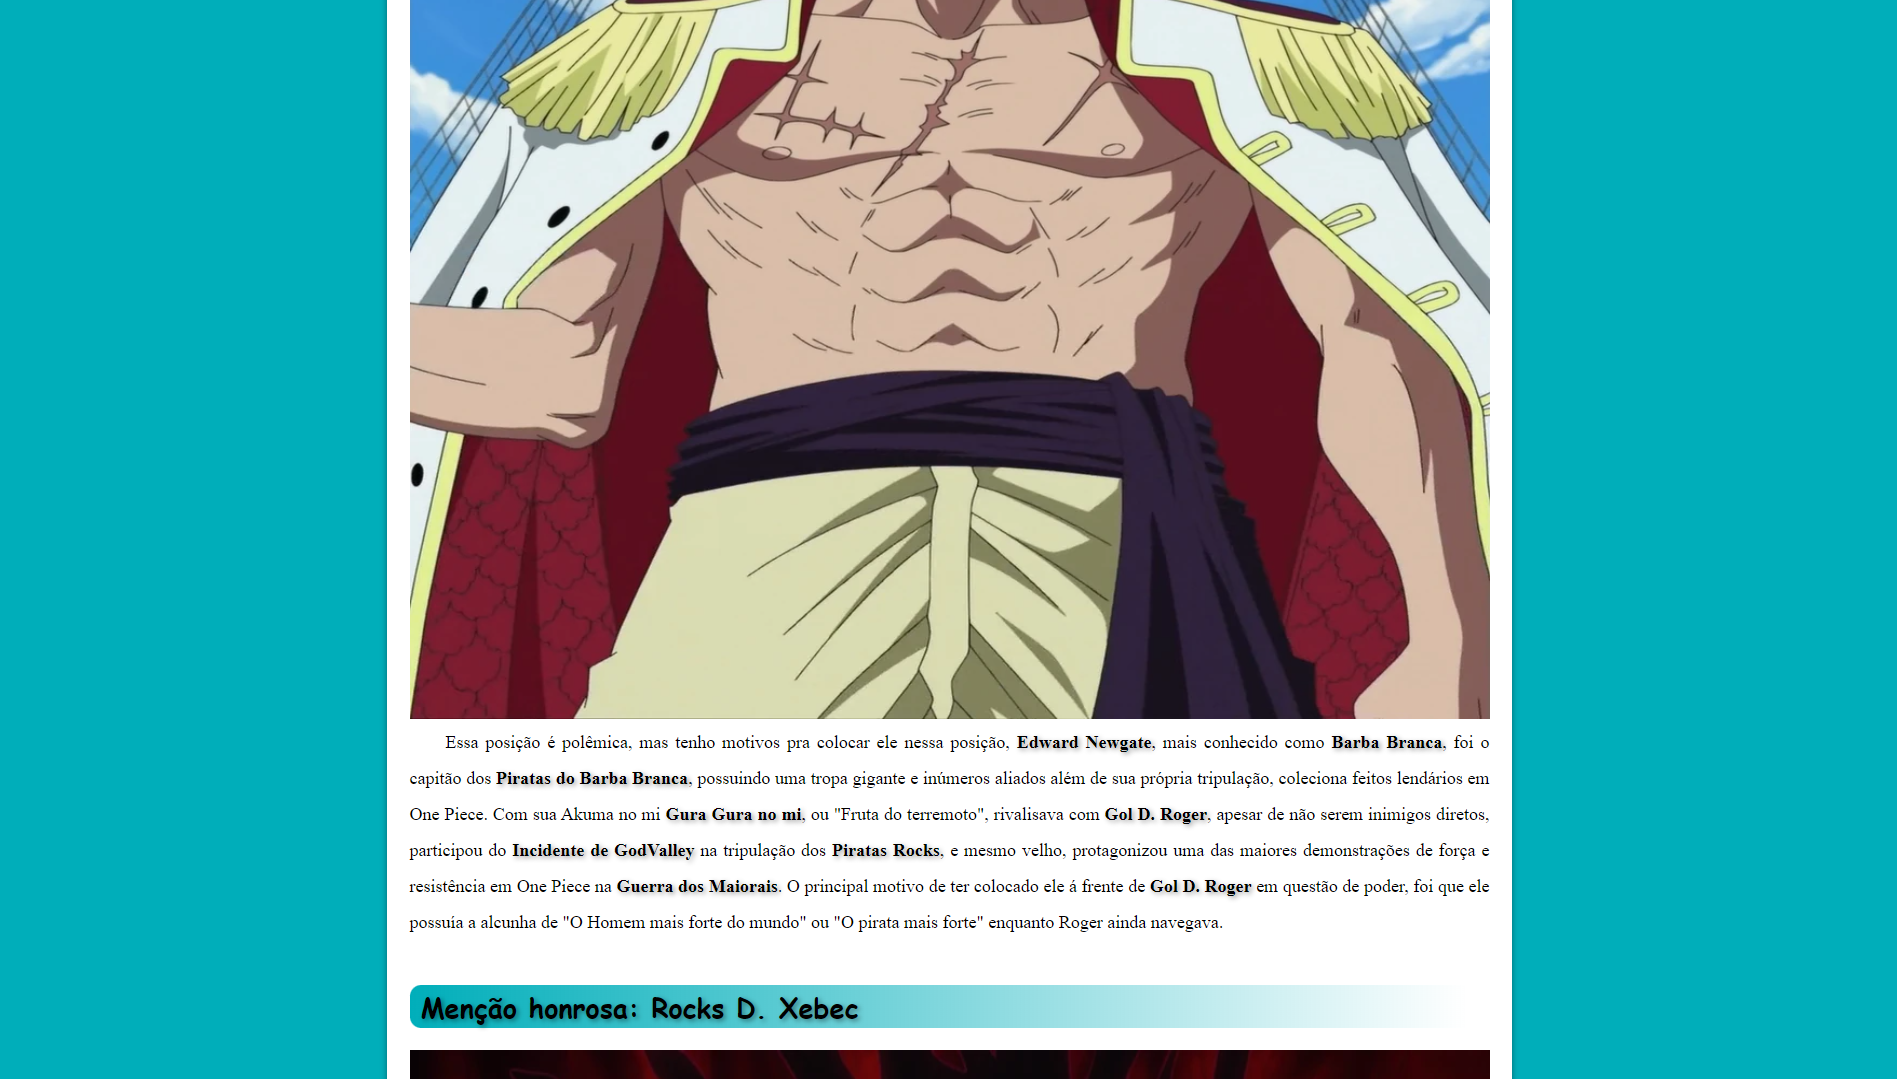 Essa posição é polêmica, mas tenho motivos pra colocar ele nessa posição, Edward Newgate, mais conhecido como Barba Branca, foi o
capitão dos Piratas do Barba Branca, possuindo uma tropa gigante e inúmeros aliados além de sua própria tripulação, coleciona feitos lendários em
One Piece. Com sua Akuma no mi Gura Gura no mi, ou "Fruta do terremoto", rivalisava com Gol D. Roger, apesar de não serem inimigos diretos,
participou do Incidente de GodValley na tripulação dos Piratas Rocks, e mesmo velho, protagonizou uma das maiores demonstrações de força e
resistência em One Piece na Guerra dos Maiorais. O principal motivo de ter colocado ele á frente de Gol D. Roger em questão de poder, foi que ele
possuía a alcunha de "O Homem mais forte do mundo" ou "O pirata mais forte" enquanto Roger ainda navegava.
Menção honrosa: Rocks D. Xebec